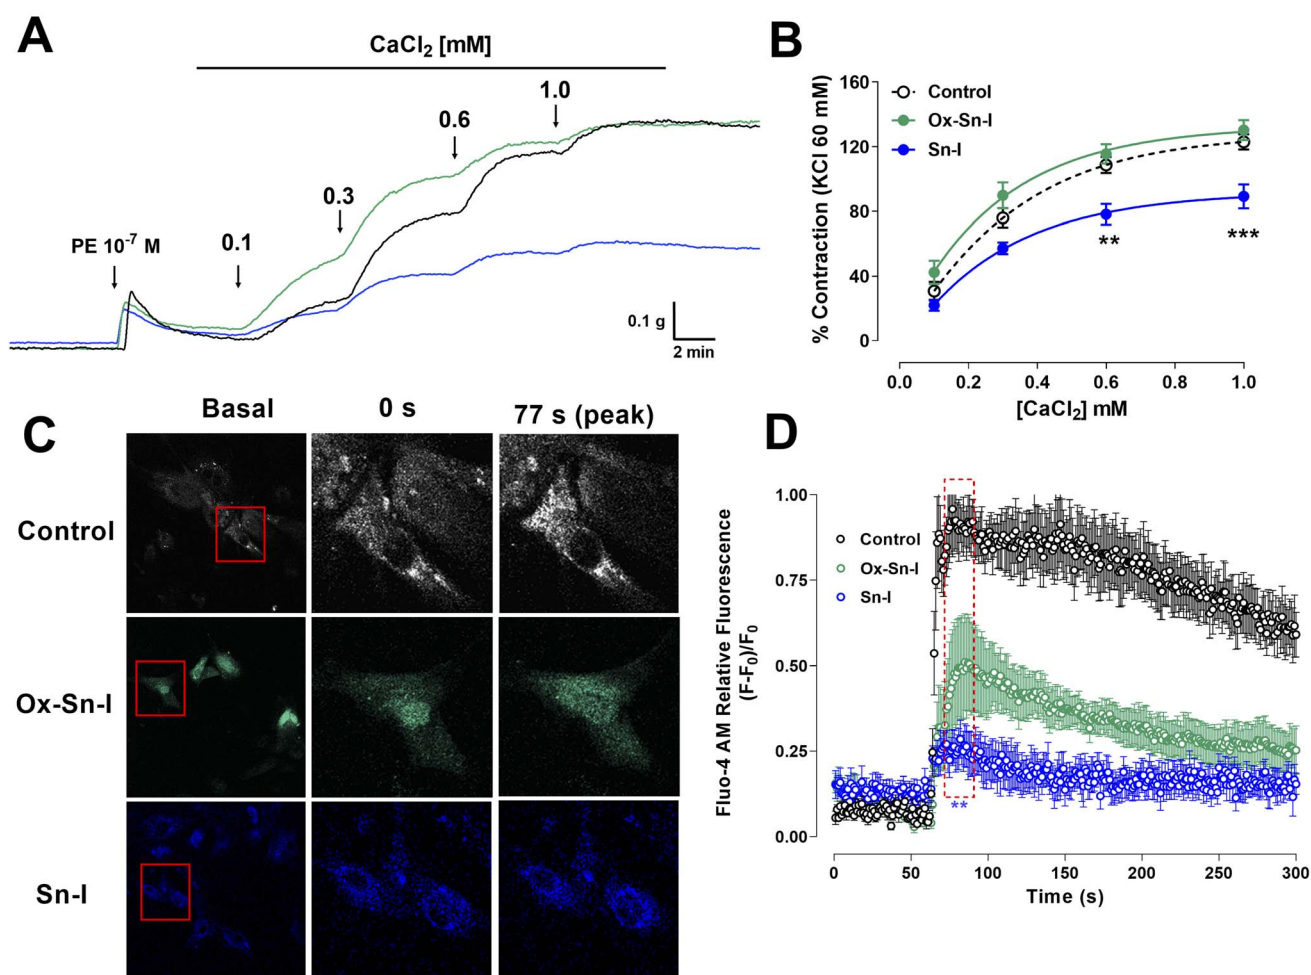 A
CaCl₂ [mM]
PE 10⁻⁷ M
0.1
0.3
0.6
1.0
0.1 g
2 min
B
% Contraction (KCl 60 mM)
160
120
80
40
0
Control
Ox-Sn-I
Sn-I
**
***
0.0 0.2 0.4 0.6 0.8 1.0
[CaCl₂] mM
C
Basal 0 s 77 s (peak)
Control
Ox-Sn-I
Sn-I
D
Fluo-4 AM Relative Fluorescence
(F-F₀)/F₀
1.00
0.75
0.50
0.25
0.00
Control
Ox-Sn-I
Sn-I
**
0 50 100 150 200 250 300
Time (s)